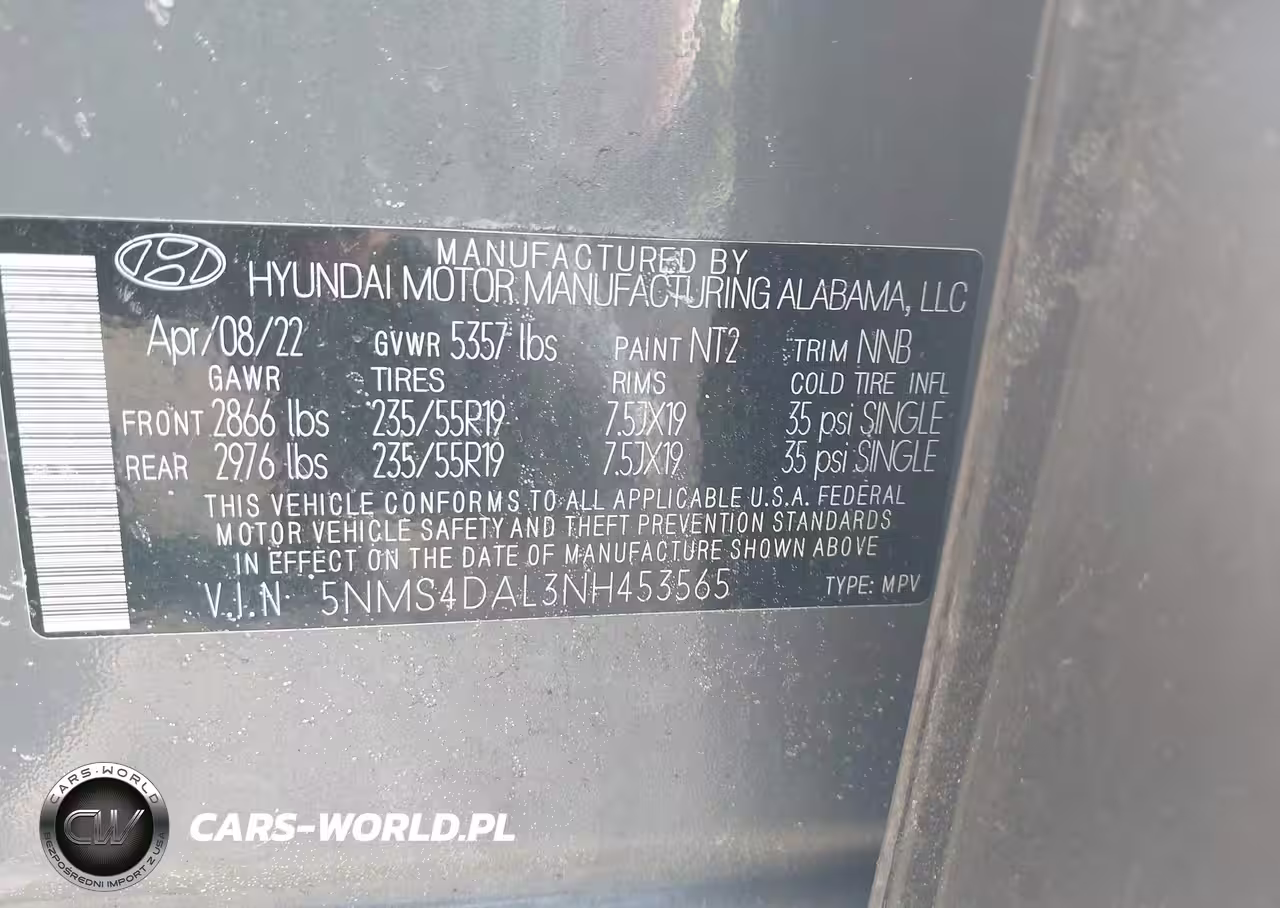 MANUFACTURED BY
HYUNDAI MOTOR MANUFACTURING ALABAMA, LLC
Apr/08/22 GVWR 5357 lbs PAINT NT2 TRIM NNB
GAWR TIRES RIMS COLD TIRE INFL
FRONT 2866 lbs 235/55R19 7.5JX19 35 psi SINGLE
REAR 2976 lbs 235/55R19 7.5JX19 35 psi SINGLE
THIS VEHICLE CONFORMS TO ALL APPLICABLE U.S.A. FEDERAL
MOTOR VEHICLE SAFETY AND THEFT PREVENTION STANDARDS
IN EFFECT ON THE DATE OF MANUFACTURE SHOWN ABOVE
V.I.N: 5NMS4DAL3NH453565 TYPE: MPV
CARS-WORLD
CW
BEZPOŚREDNI IMPORT Z USA
CARS-WORLD.PL